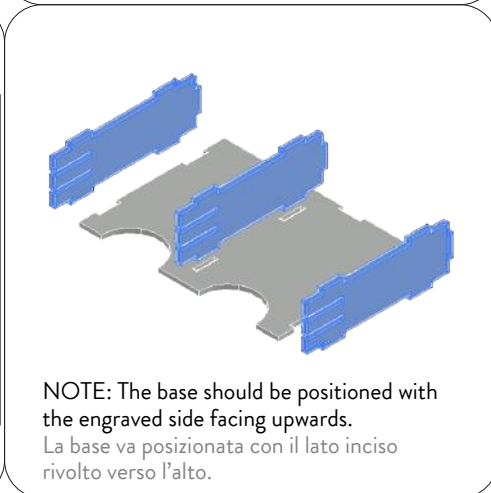 NOTE: The base should be positioned with
the engraved side facing upwards.
La base va posizionata con il lato inciso
rivolto verso l'alto.